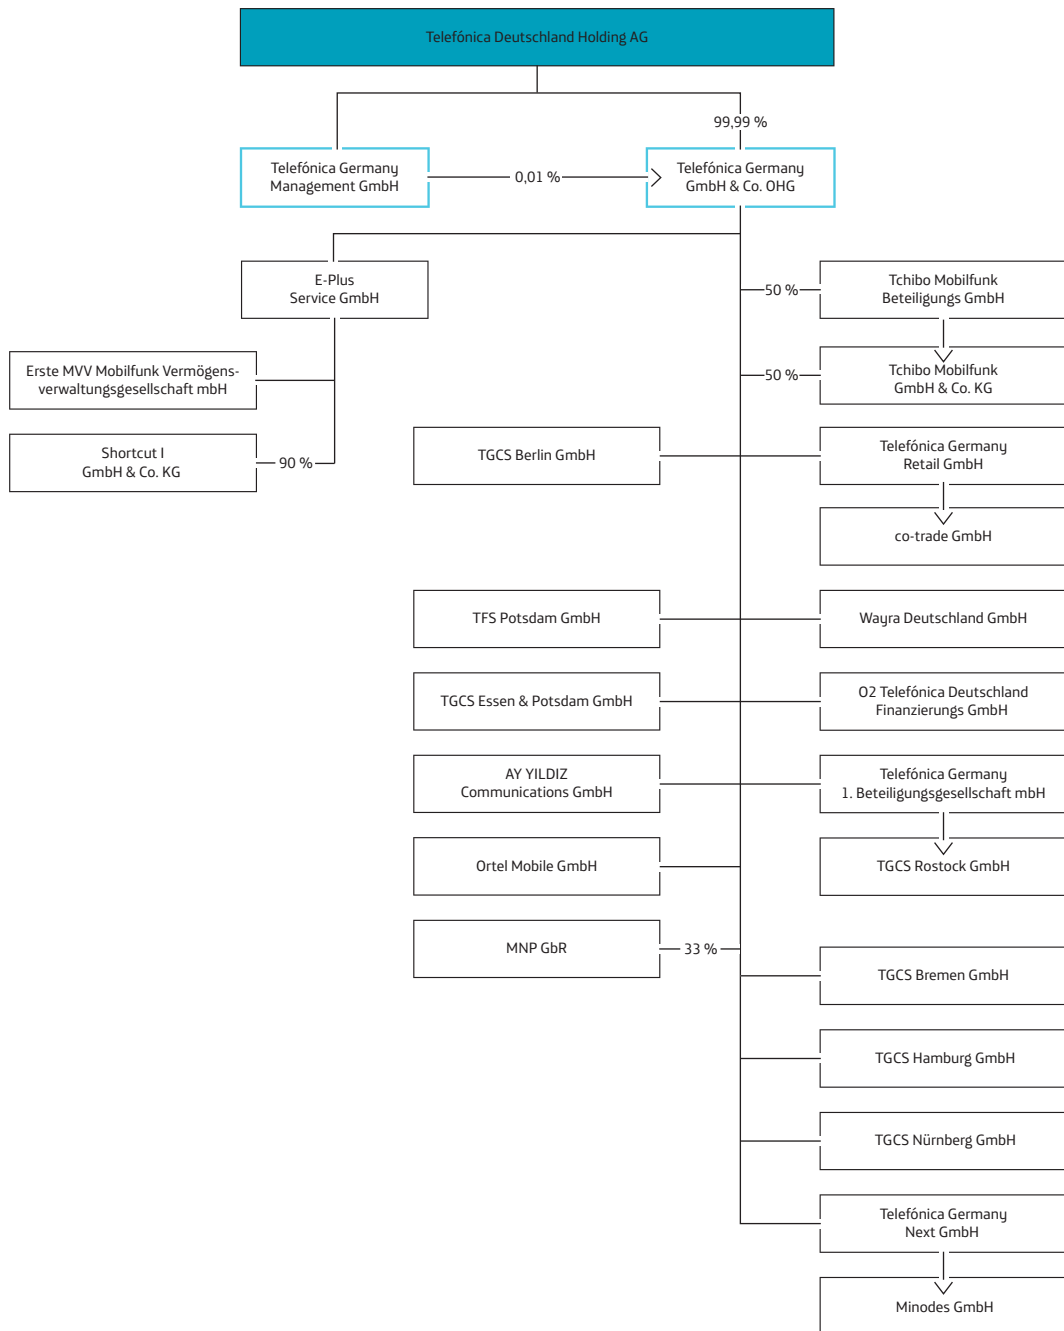 Telefónica Deutschland Holding AG
99,99 %
Telefónica Germany
Management GmbH
0,01 %
Telefónica Germany
GmbH & Co. OHG
E-Plus
Service GmbH
50 %
Tchibo Mobilfunk
Beteiligungs GmbH
Erste MVV Mobilfunk Vermögens-
verwaltungsgesellschaft mbH
50 %
Tchibo Mobilfunk
GmbH & Co. KG
Shortcut I
GmbH & Co. KG
90 %
TGCS Berlin GmbH
Telefónica Germany
Retail GmbH
co-trade GmbH
TFS Potsdam GmbH
Wayra Deutschland GmbH
TGCS Essen & Potsdam GmbH
O2 Telefónica Deutschland
Finanzierungs GmbH
AY YILDIZ
Communications GmbH
Telefónica Germany
1. Beteiligungsgesellschaft mbH
Ortel Mobile GmbH
TGCS Rostock GmbH
MNP GbR
33 %
TGCS Bremen GmbH
TGCS Hamburg GmbH
TGCS Nürnberg GmbH
Telefónica Germany
Next GmbH
Minodes GmbH